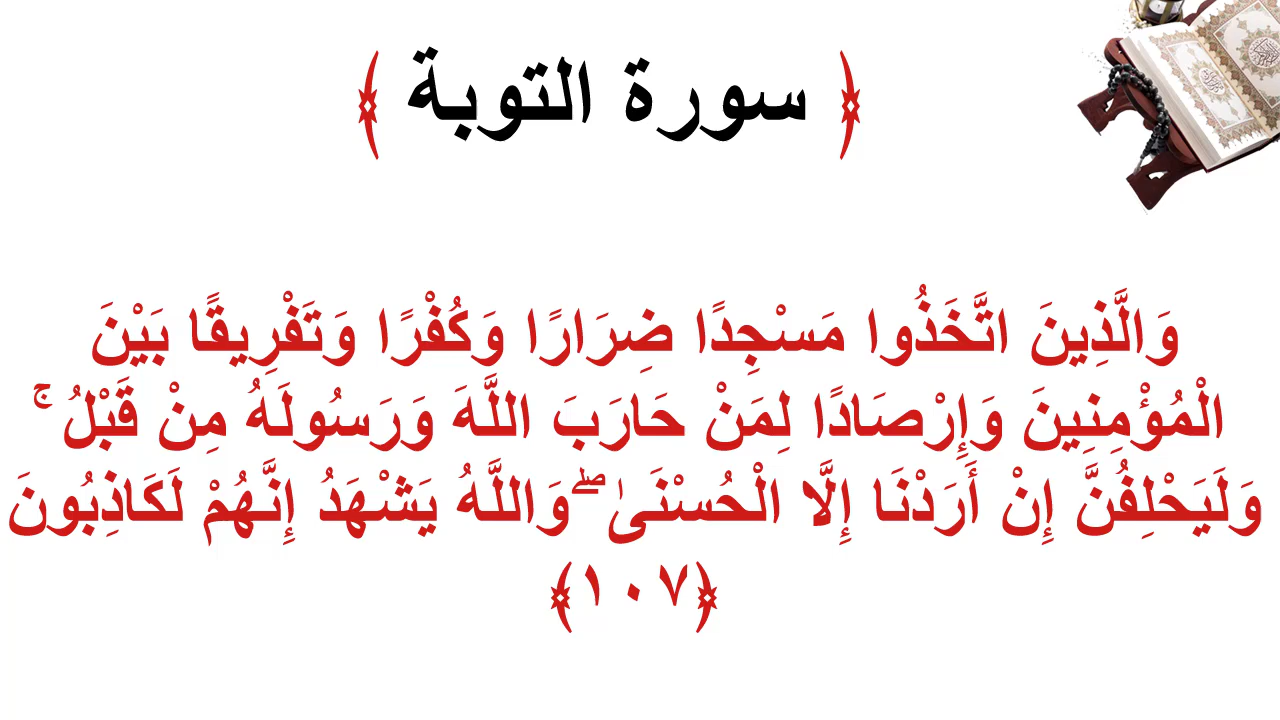 ﴿ سورة التوبة ﴾
وَالَّذِينَ اتَّخَذُوا مَسْجِدًا ضِرَارًا وَكُفْرًا وَتَفْرِيقًا بَيْنَ
الْمُؤْمِنِينَ وَإِرْصَادًا لِمَنْ حَارَبَ اللَّهَ وَرَسُولَهُ مِنْ قَبْلُ ۚ
وَلَيَحْلِفُنَّ إِنْ أَرَدْنَا إِلَّا الْحُسْنَىٰ ۖ وَاللَّهُ يَشْهَدُ إِنَّهُمْ لَكَاذِبُونَ
﴿١٠٧﴾